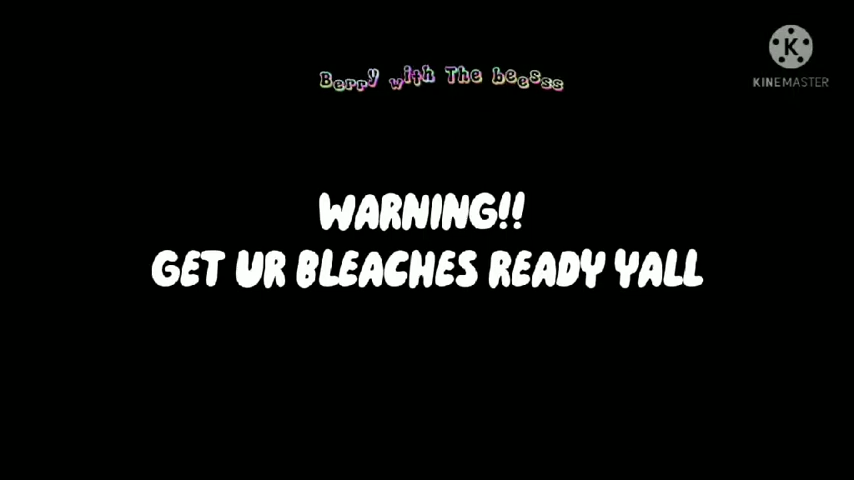 Berry with The beesss
K
KINEMASTER
WARNING!!
GET UR BLEACHES READY YALL